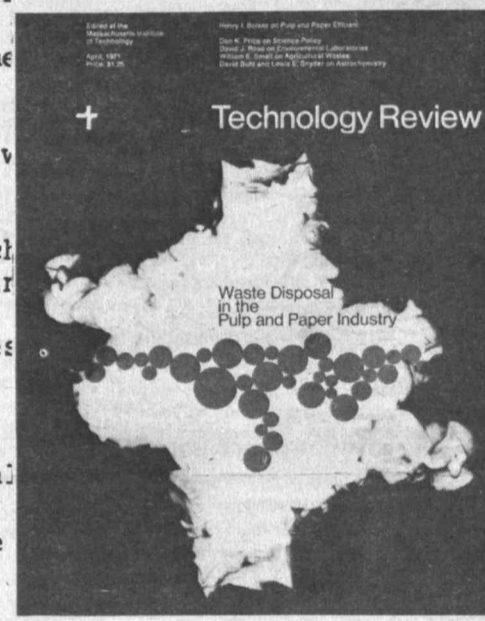 Edited at the
Massachusetts Institute
of Technology
April, 1971
Price, $1.25
Henry I. Bolker on Pulp and Paper Effluent
Don K. Price on Science Policy
David J. Rose on Environmental Laboratories
William E. Small on Agricultural Wastes
David Buhl and Lewis E. Snyder on Astrochemistry
Technology Review
Waste Disposal
in the
Pulp and Paper Industry